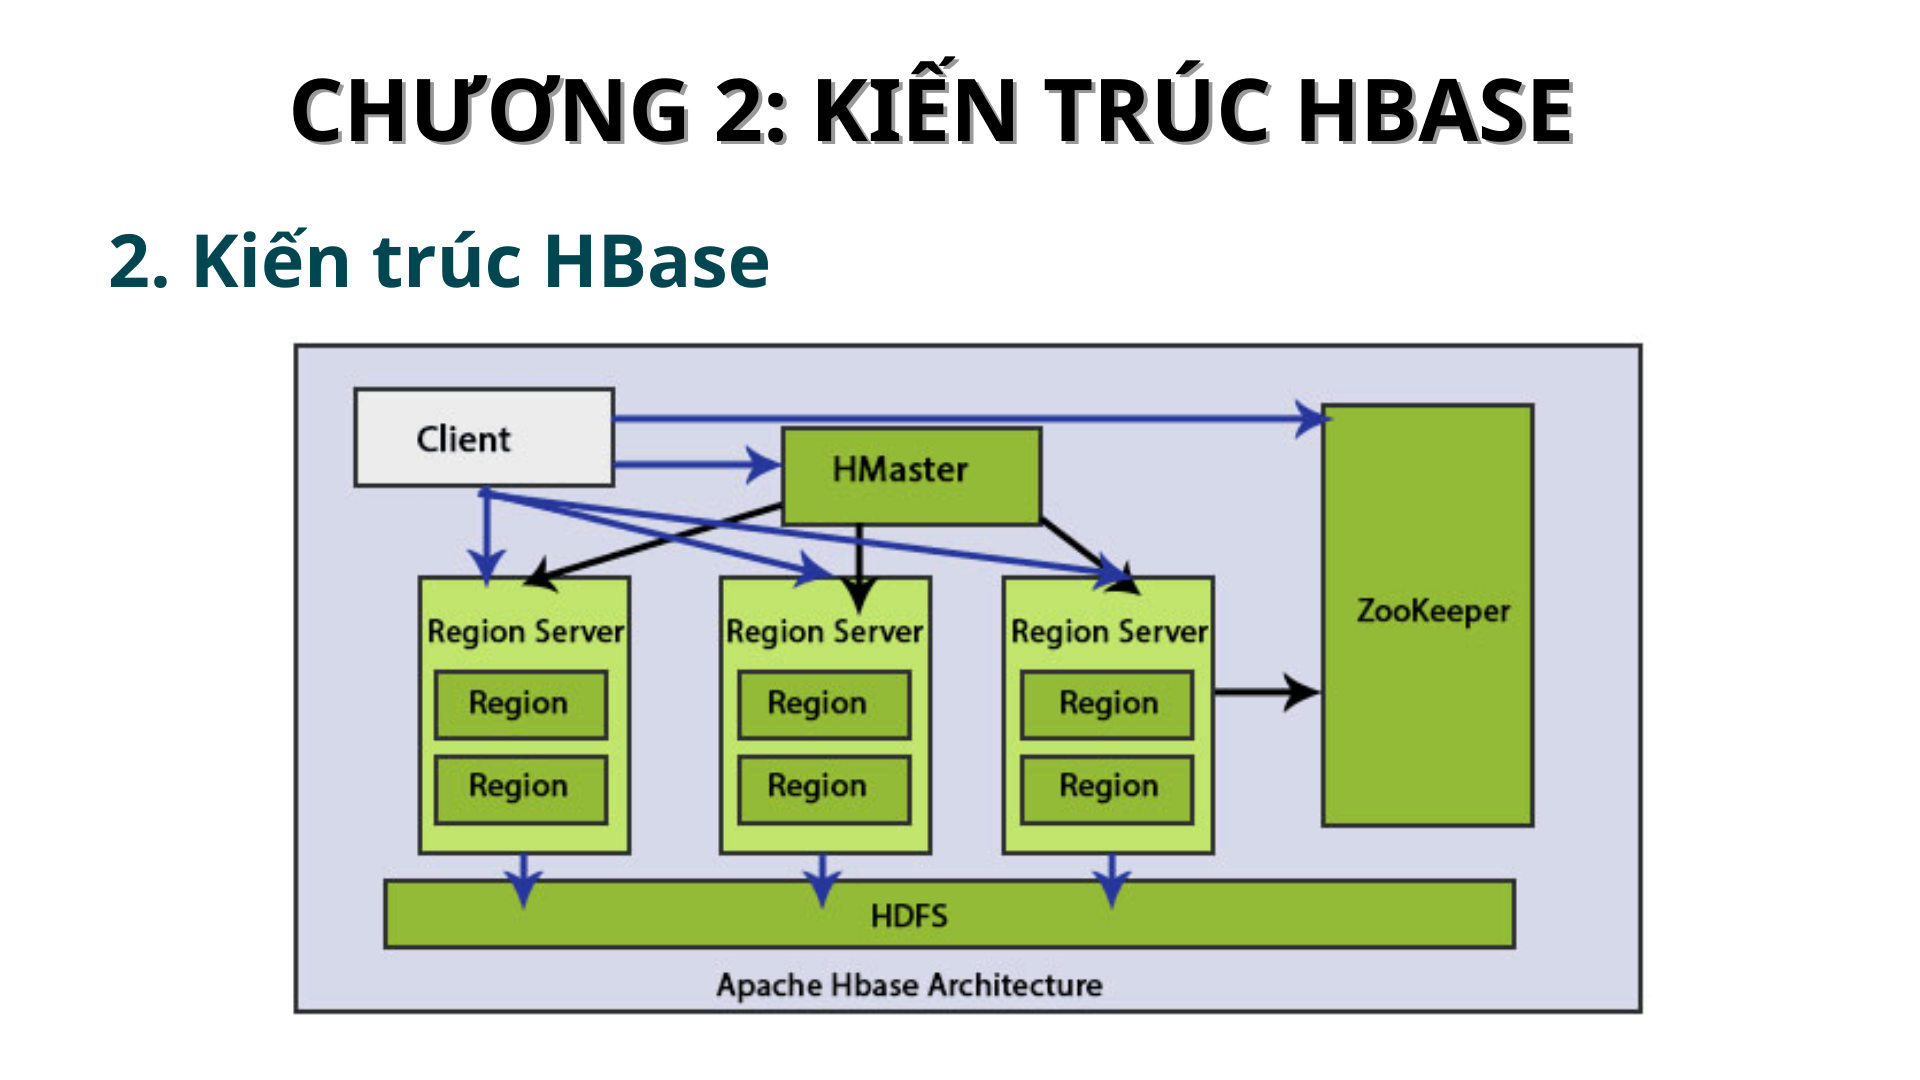 CHƯƠNG 2: KIẾN TRÚC HBASE
2. Kiến trúc HBase
Client
HMaster
ZooKeeper
Region Server
Region Server
Region Server
Region
Region
Region
Region
Region
Region
HDFS
Apache Hbase Architecture